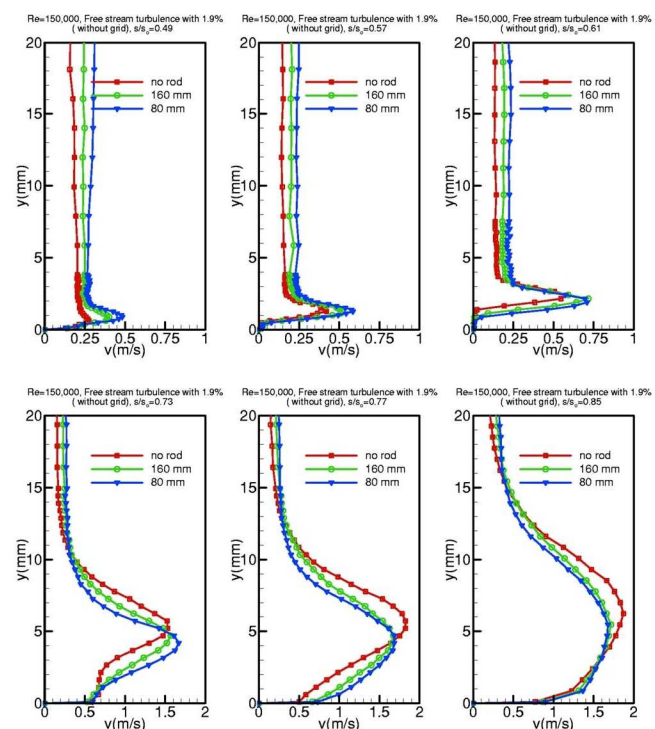 Re=150,000, Free stream turbulence with 1.9%
( without grid), s/s₀=0.49
20
15
10
5
0
y(mm)
no rod
160 mm
80 mm
0 0.25 0.5 0.75 1
v(m/s)
Re=150,000, Free stream turbulence with 1.9%
( without grid), s/s₀=0.57
20
15
10
5
0
y(mm)
no rod
160 mm
80 mm
0 0.25 0.5 0.75 1
v(m/s)
Re=150,000, Free stream turbulence with 1.9%
( without grid), s/s₀=0.61
20
15
10
5
0
y(mm)
no rod
160 mm
80 mm
0 0.25 0.5 0.75 1
v(m/s)
Re=150,000, Free stream turbulence with 1.9%
( without grid), s/s₀=0.73
20
15
10
5
0
y(mm)
no rod
160 mm
80 mm
0 0.5 1 1.5 2
v(m/s)
Re=150,000, Free stream turbulence with 1.9%
( without grid), s/s₀=0.77
20
15
10
5
0
y(mm)
no rod
160 mm
80 mm
0 0.5 1 1.5 2
v(m/s)
Re=150,000, Free stream turbulence with 1.9%
( without grid), s/s₀=0.85
20
15
10
5
0
y(mm)
no rod
160 mm
80 mm
0 0.5 1 1.5 2
v(m/s)